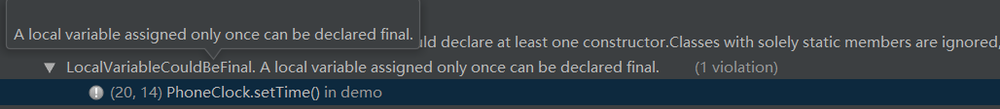 A local variable assigned only once can be declared final.
uld declare at least one constructor.Classes with solely static members are ignored,
LocalVariableCouldBeFinal. A local variable assigned only once can be declared final. (1 violation)
(20, 14) PhoneClock.setTime() in demo